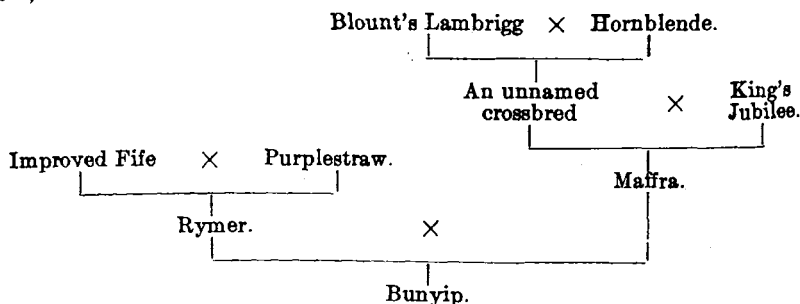 Blount's Lambrigg × Hornblende.
An unnamed crossbred × King's Jubilee.
Improved Fife × Purplestraw.
Maffra.
Rymer. ×
Bunyip.